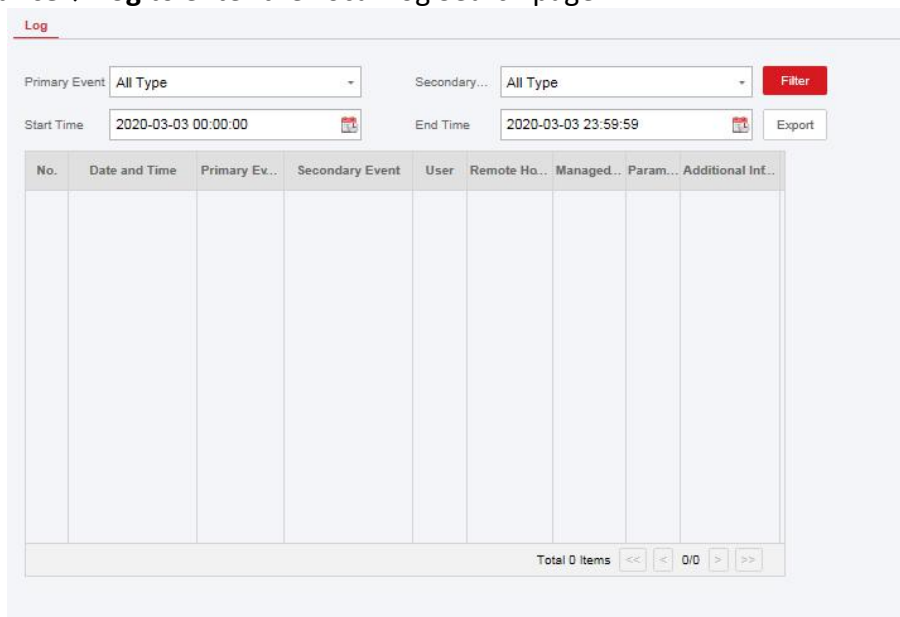 Log
Primary Event All Type Secondary... All Type Filter
Start Time 2020-03-03 00:00:00 End Time 2020-03-03 23:59:59 Export
No. Date and Time Primary Ev... Secondary Event User Remote Ho... Managed... Param... Additional Inf...
Total 0 Items << < 0/0 > >>